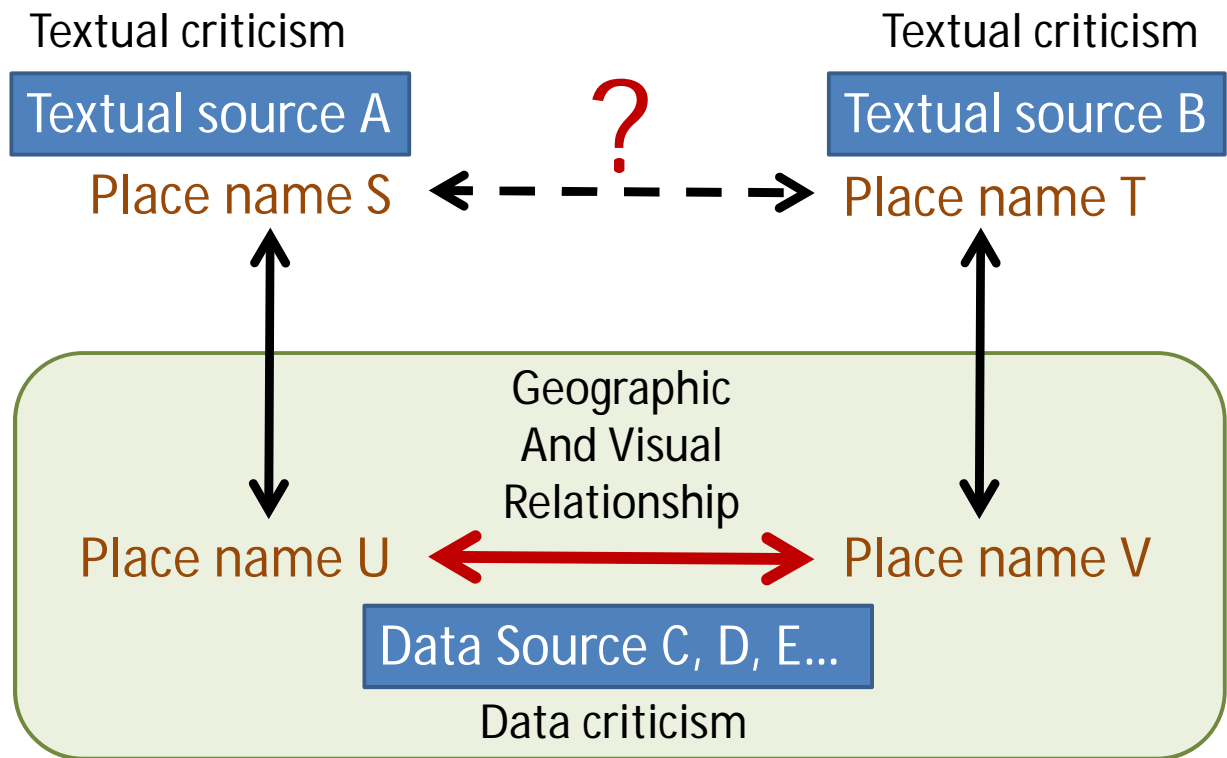 Textual criticism
Textual criticism
Textual source A
?
Textual source B
Place name S
Place name T
Geographic
And Visual
Relationship
Place name U
Place name V
Data Source C, D, E...
Data criticism